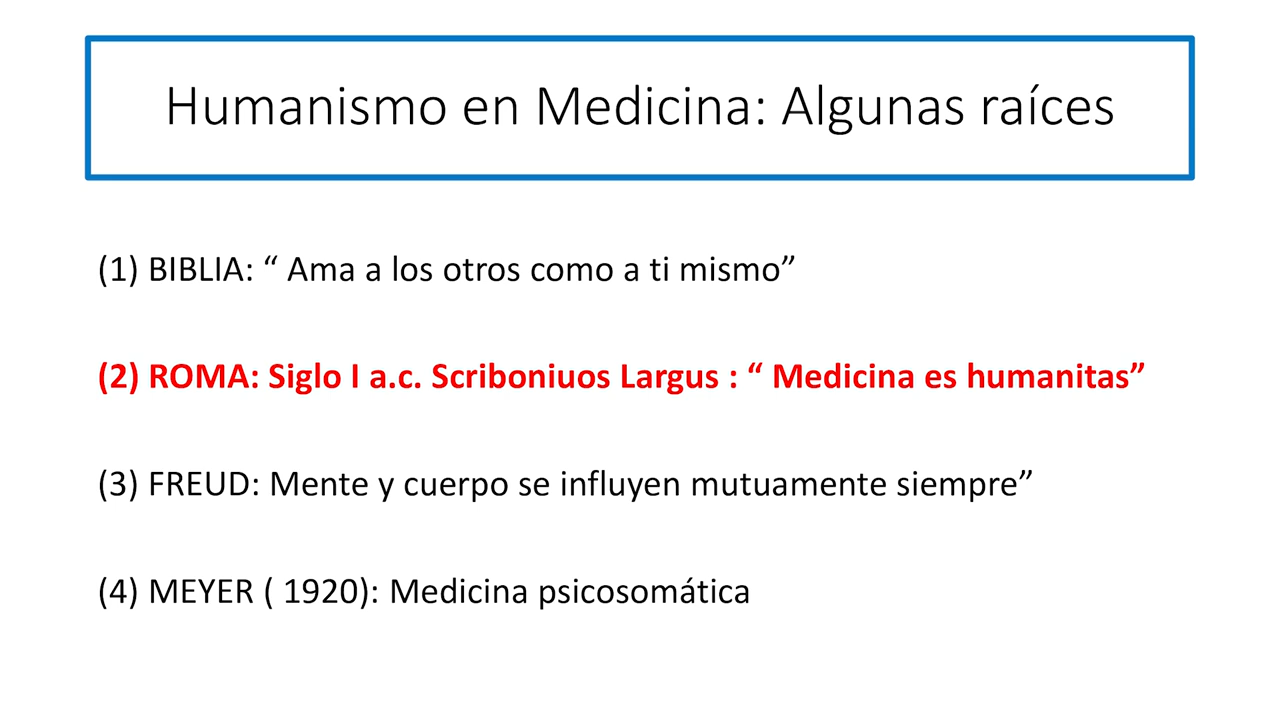 Humanismo en Medicina: Algunas raíces
(1) BIBLIA: “ Ama a los otros como a ti mismo”
(2) ROMA: Siglo I a.c. Scriboniuos Largus : “ Medicina es humanitas”
(3) FREUD: Mente y cuerpo se influyen mutuamente siempre”
(4) MEYER ( 1920): Medicina psicosomática